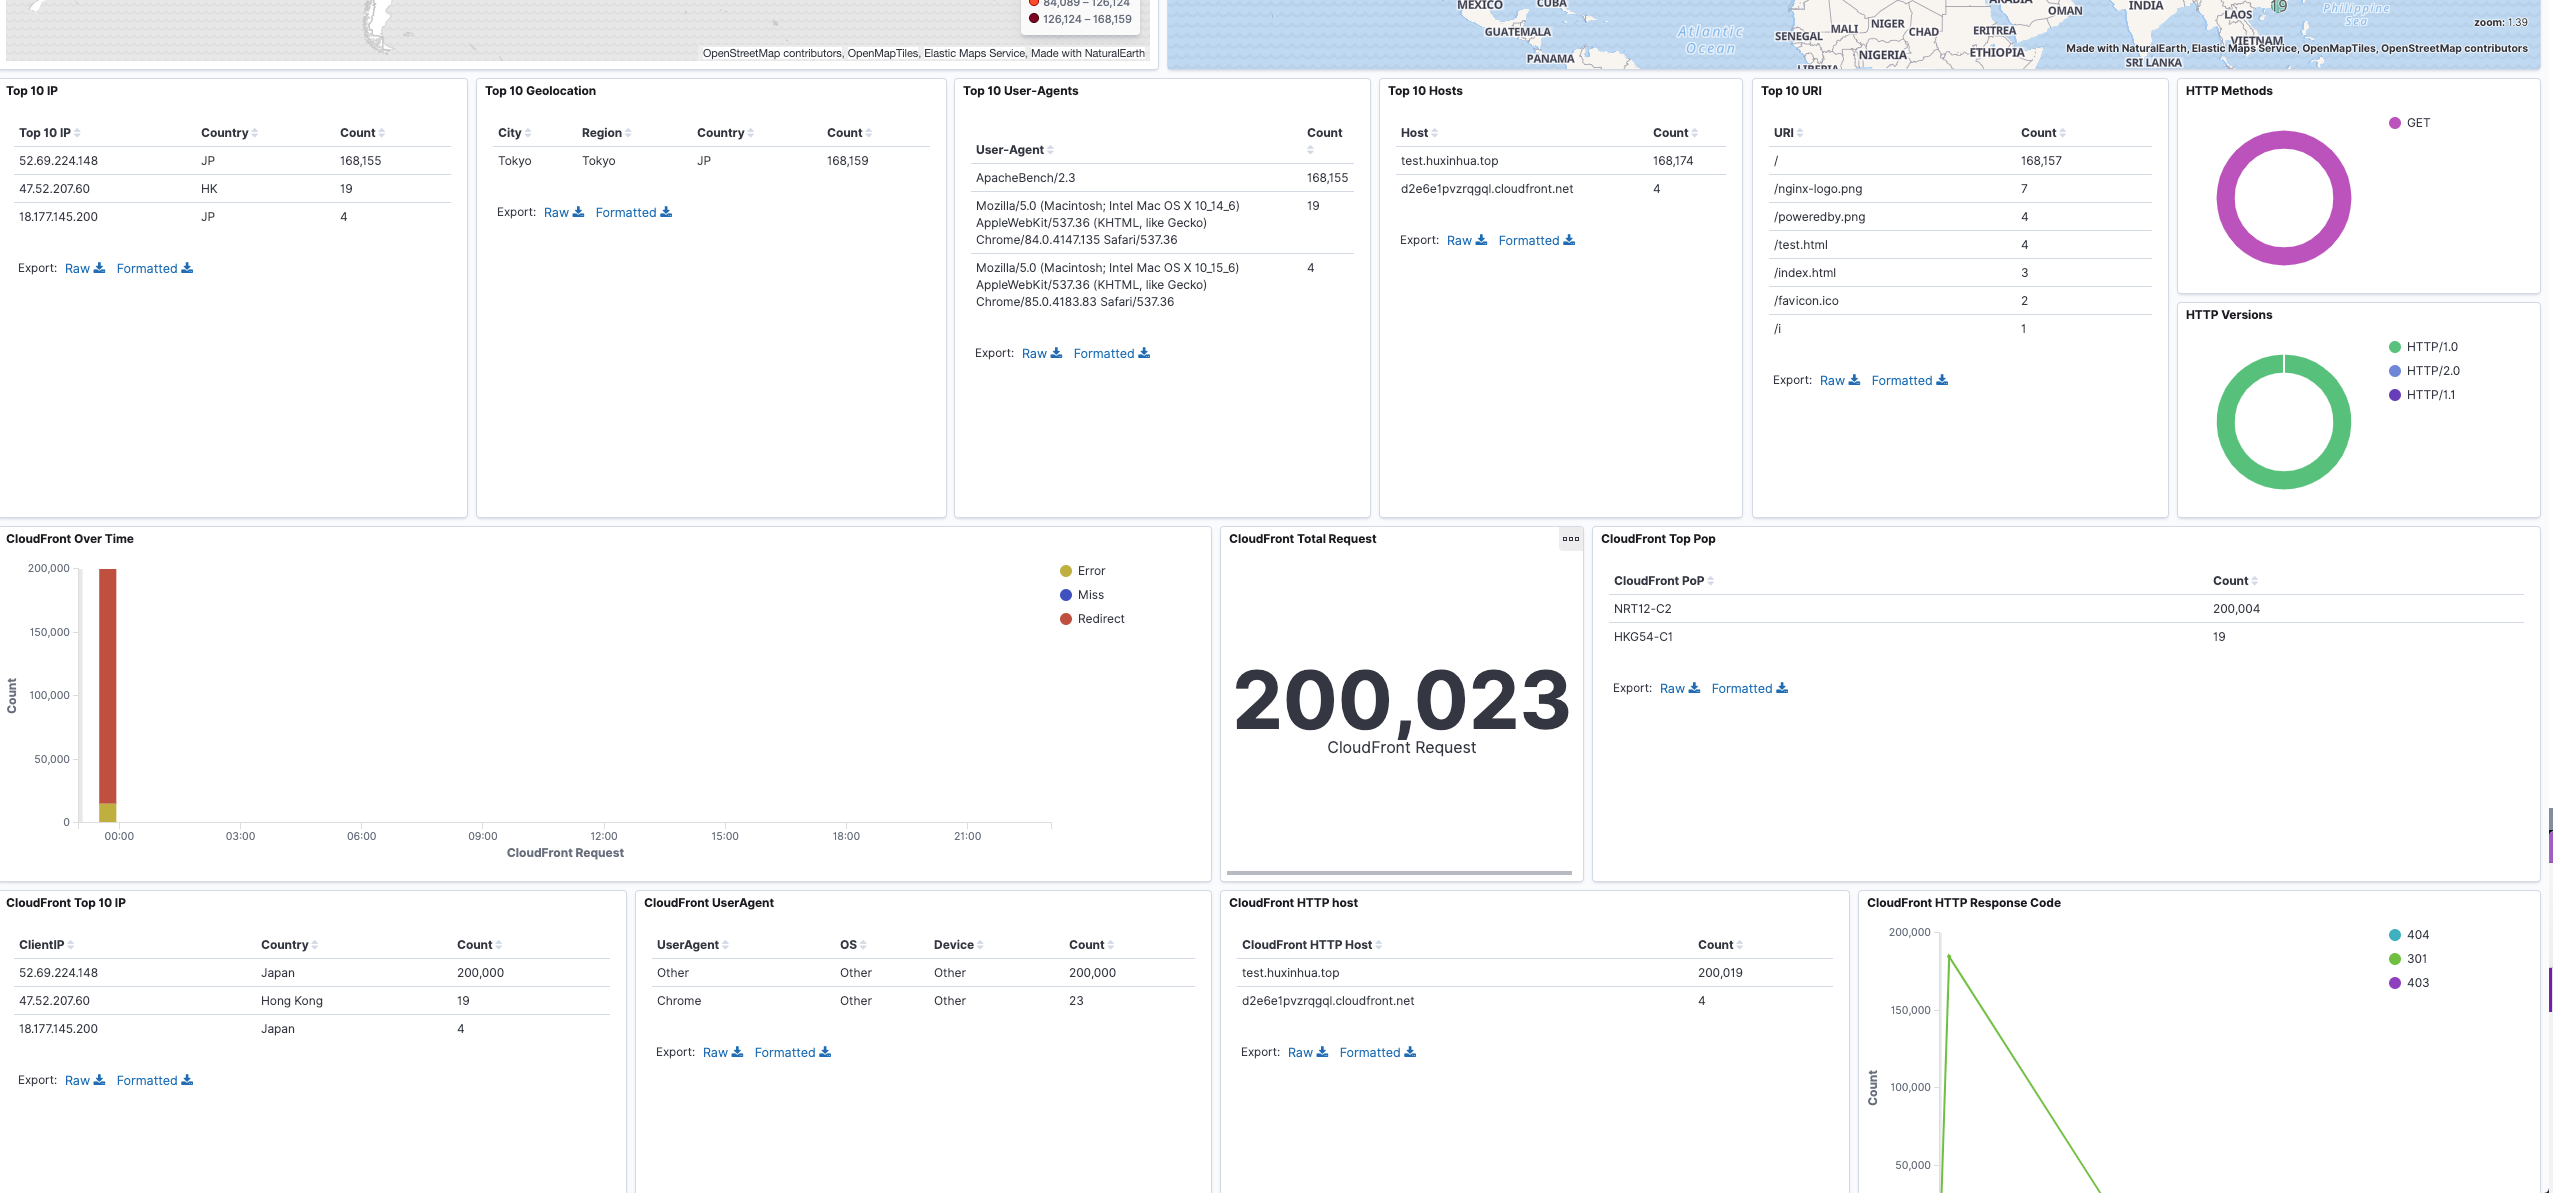 84,089 – 126,124
126,124 – 168,159
OpenStreetMap contributors, OpenMapTiles, Elastic Maps Service, Made with NaturalEarth
MEXICO
CUBA
GUATEMALA
PANAMA
Atlantic
Ocean
SENEGAL
MALI
NIGER
CHAD
NIGERIA
ERITREA
ETHIOPIA
OMAN
INDIA
LAOS
VIETNAM
SRI LANKA
19
Philippine
Sea
zoom: 1.39
Made with NaturalEarth, Elastic Maps Service, OpenMapTiles, OpenStreetMap contributors
Top 10 IP
Top 10 IP Country Count
52.69.224.148 JP 168,155
47.52.207.60 HK 19
18.177.145.200 JP 4
Export: Raw Formatted
Top 10 Geolocation
City Region Country Count
Tokyo Tokyo JP 168,159
Export: Raw Formatted
Top 10 User-Agents
User-Agent Count
ApacheBench/2.3 168,155
Mozilla/5.0 (Macintosh; Intel Mac OS X 10_14_6) 19
AppleWebKit/537.36 (KHTML, like Gecko)
Chrome/84.0.4147.135 Safari/537.36
Mozilla/5.0 (Macintosh; Intel Mac OS X 10_15_6) 4
AppleWebKit/537.36 (KHTML, like Gecko)
Chrome/85.0.4183.83 Safari/537.36
Export: Raw Formatted
Top 10 Hosts
Host Count
test.huxinhua.top 168,174
d2e6e1pvzrqgql.cloudfront.net 4
Export: Raw Formatted
Top 10 URI
URI Count
/ 168,157
/nginx-logo.png 7
/poweredby.png 4
/test.html 4
/index.html 3
/favicon.ico 2
/i 1
Export: Raw Formatted
HTTP Methods
GET
HTTP Versions
HTTP/1.0
HTTP/2.0
HTTP/1.1
CloudFront Over Time
200,000
150,000
100,000
50,000
0
Count
00:00 03:00 06:00 09:00 12:00 15:00 18:00 21:00
CloudFront Request
Error
Miss
Redirect
CloudFront Total Request
200,023
CloudFront Request
CloudFront Top Pop
CloudFront PoP Count
NRT12-C2 200,004
HKG54-C1 19
Export: Raw Formatted
CloudFront Top 10 IP
ClientIP Country Count
52.69.224.148 Japan 200,000
47.52.207.60 Hong Kong 19
18.177.145.200 Japan 4
Export: Raw Formatted
CloudFront UserAgent
UserAgent OS Device Count
Other Other Other 200,000
Chrome Other Other 23
Export: Raw Formatted
CloudFront HTTP host
CloudFront HTTP Host Count
test.huxinhua.top 200,019
d2e6e1pvzrqgql.cloudfront.net 4
Export: Raw Formatted
CloudFront HTTP Response Code
200,000
150,000
100,000
50,000
Count
404
301
403